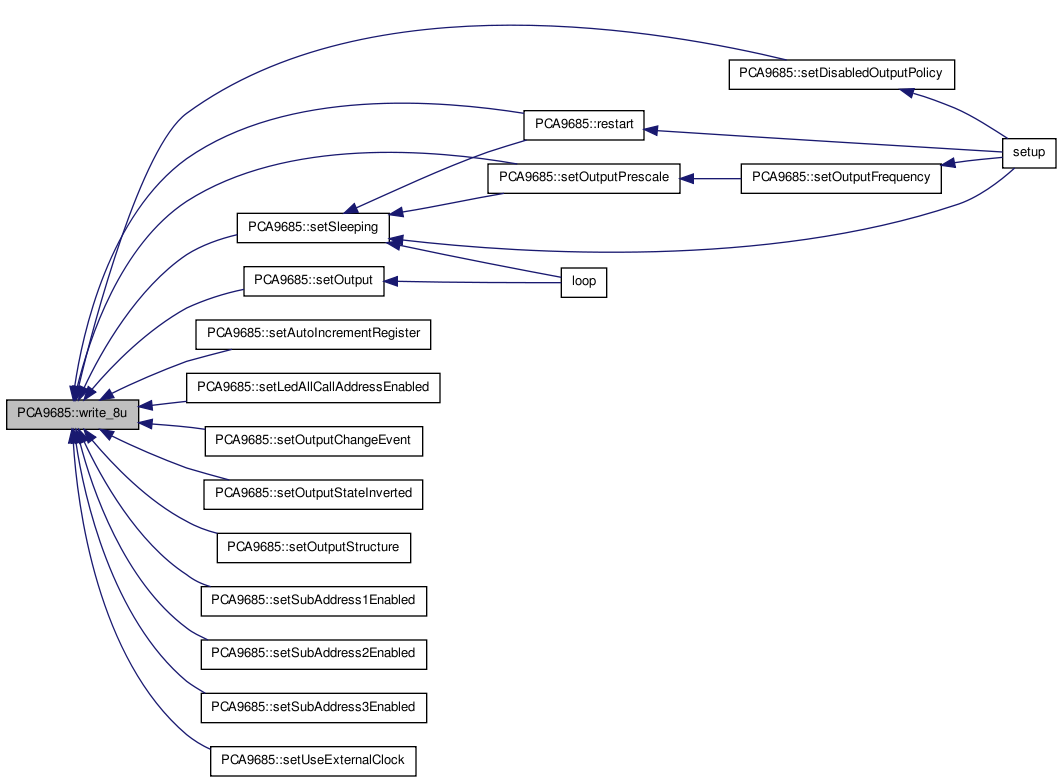 PCA9685::setDisabledOutputPolicy
PCA9685::restart
setup
PCA9685::setOutputPrescale
PCA9685::setOutputFrequency
PCA9685::setSleeping
PCA9685::setOutput
loop
PCA9685::setAutoIncrementRegister
PCA9685::setLedAllCallAddressEnabled
PCA9685::write_8u
PCA9685::setOutputChangeEvent
PCA9685::setOutputStateInverted
PCA9685::setOutputStructure
PCA9685::setSubAddress1Enabled
PCA9685::setSubAddress2Enabled
PCA9685::setSubAddress3Enabled
PCA9685::setUseExternalClock